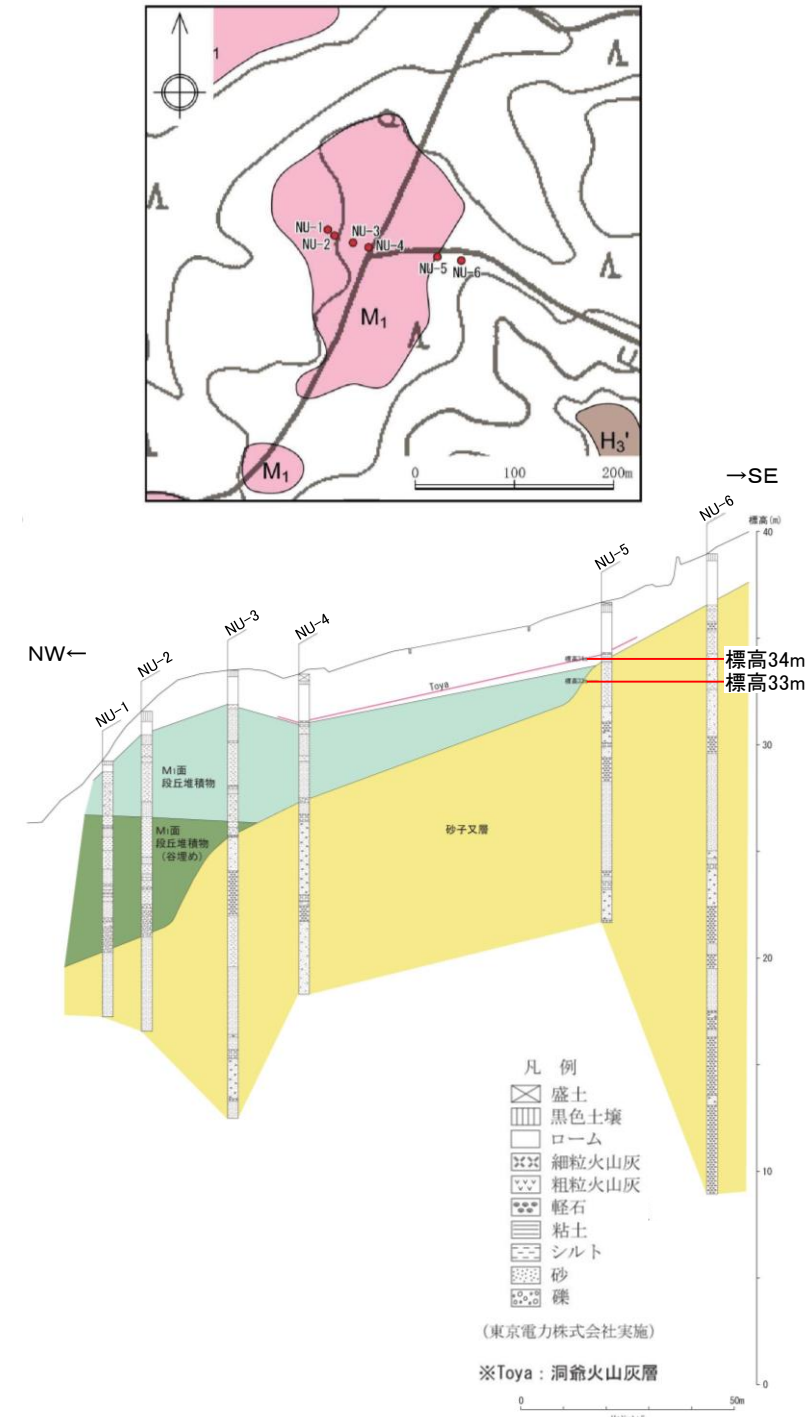 1
NU-1
NU-3
NU-2
NU-4
NU-5
NU-6
M1
H3'
M1
0 100 200m
→SE
NU-6
標高(m)
40
NU-5
NU-4
NU-3
NW←
標高34m
NU-2
標高33m
Toya
NU-1
30
M1面
段丘堆積物
M1面
段丘堆積物
(谷埋め)
砂子又層
20
凡 例
盛土
黒色土壌
ローム
細粒火山灰
10
粗粒火山灰
軽石
粘土
シルト
砂
礫
(東京電力株式会社実施)
※Toya：洞爺火山灰層
0
0 50m